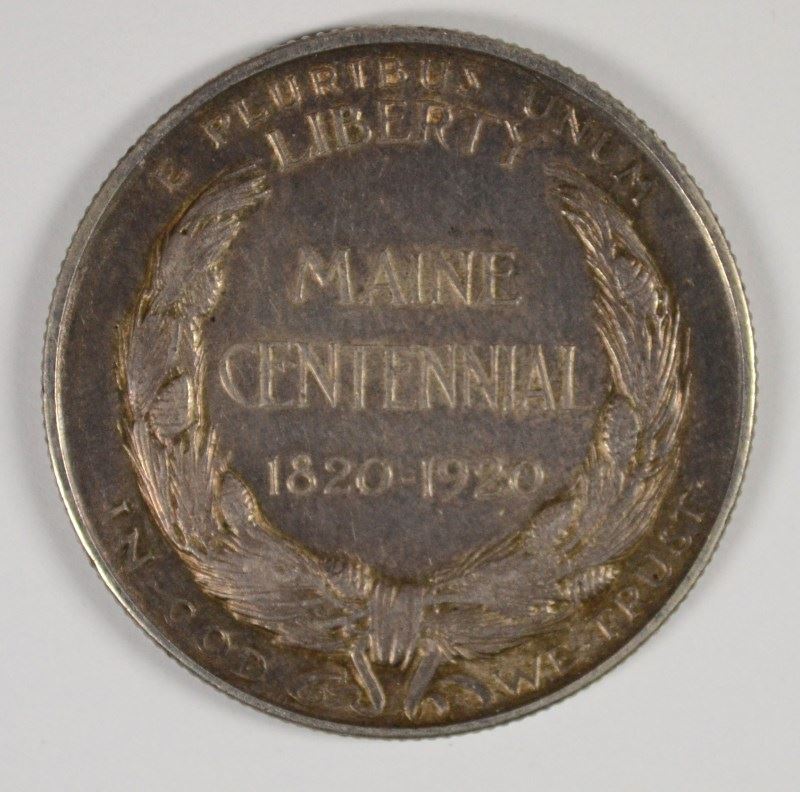 E PLURIBUS UNUM
LIBERTY
MAINE
CENTENNIAL
1820-1920
IN GOD WE TRUST